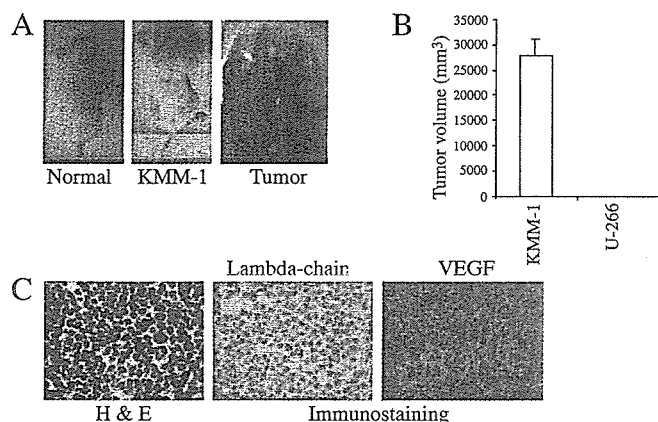 A
Normal
KMM-1
Tumor
B
Tumor volume (mm³)
35000
30000
25000
20000
15000
10000
5000
0
KMM-1
U-266
C
Lambda-chain
VEGF
H & E
Immunostaining